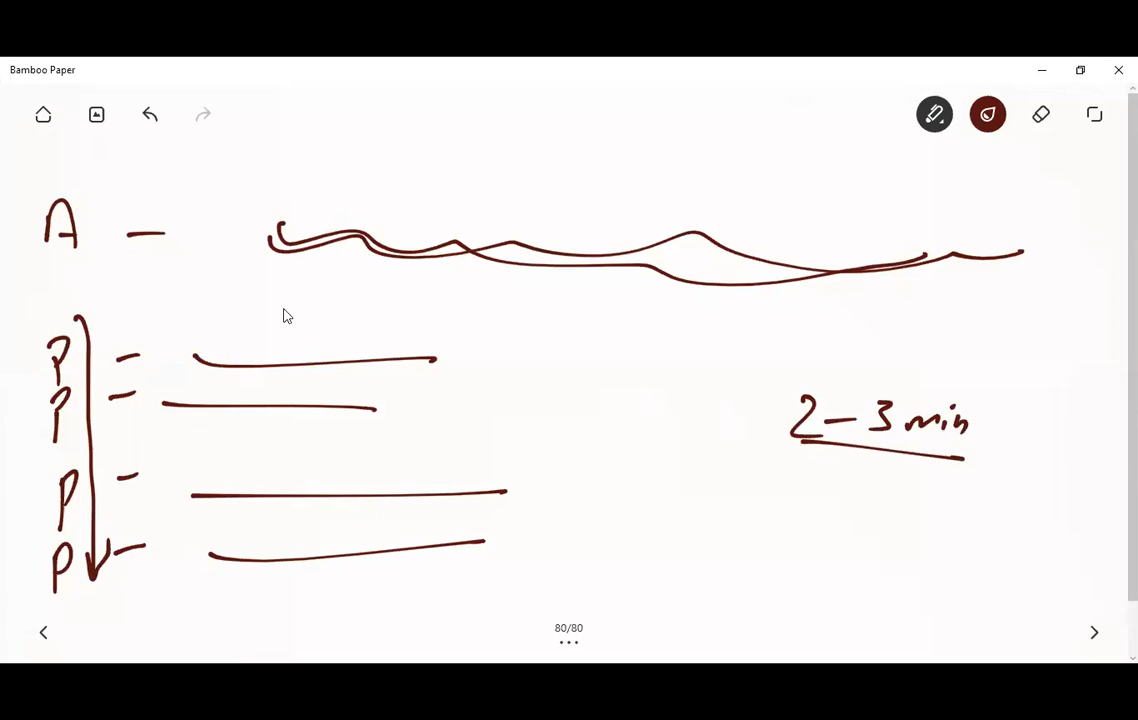 Bamboo Paper
A —
P –
P –
2 – 3 min
P –
P –
80/80